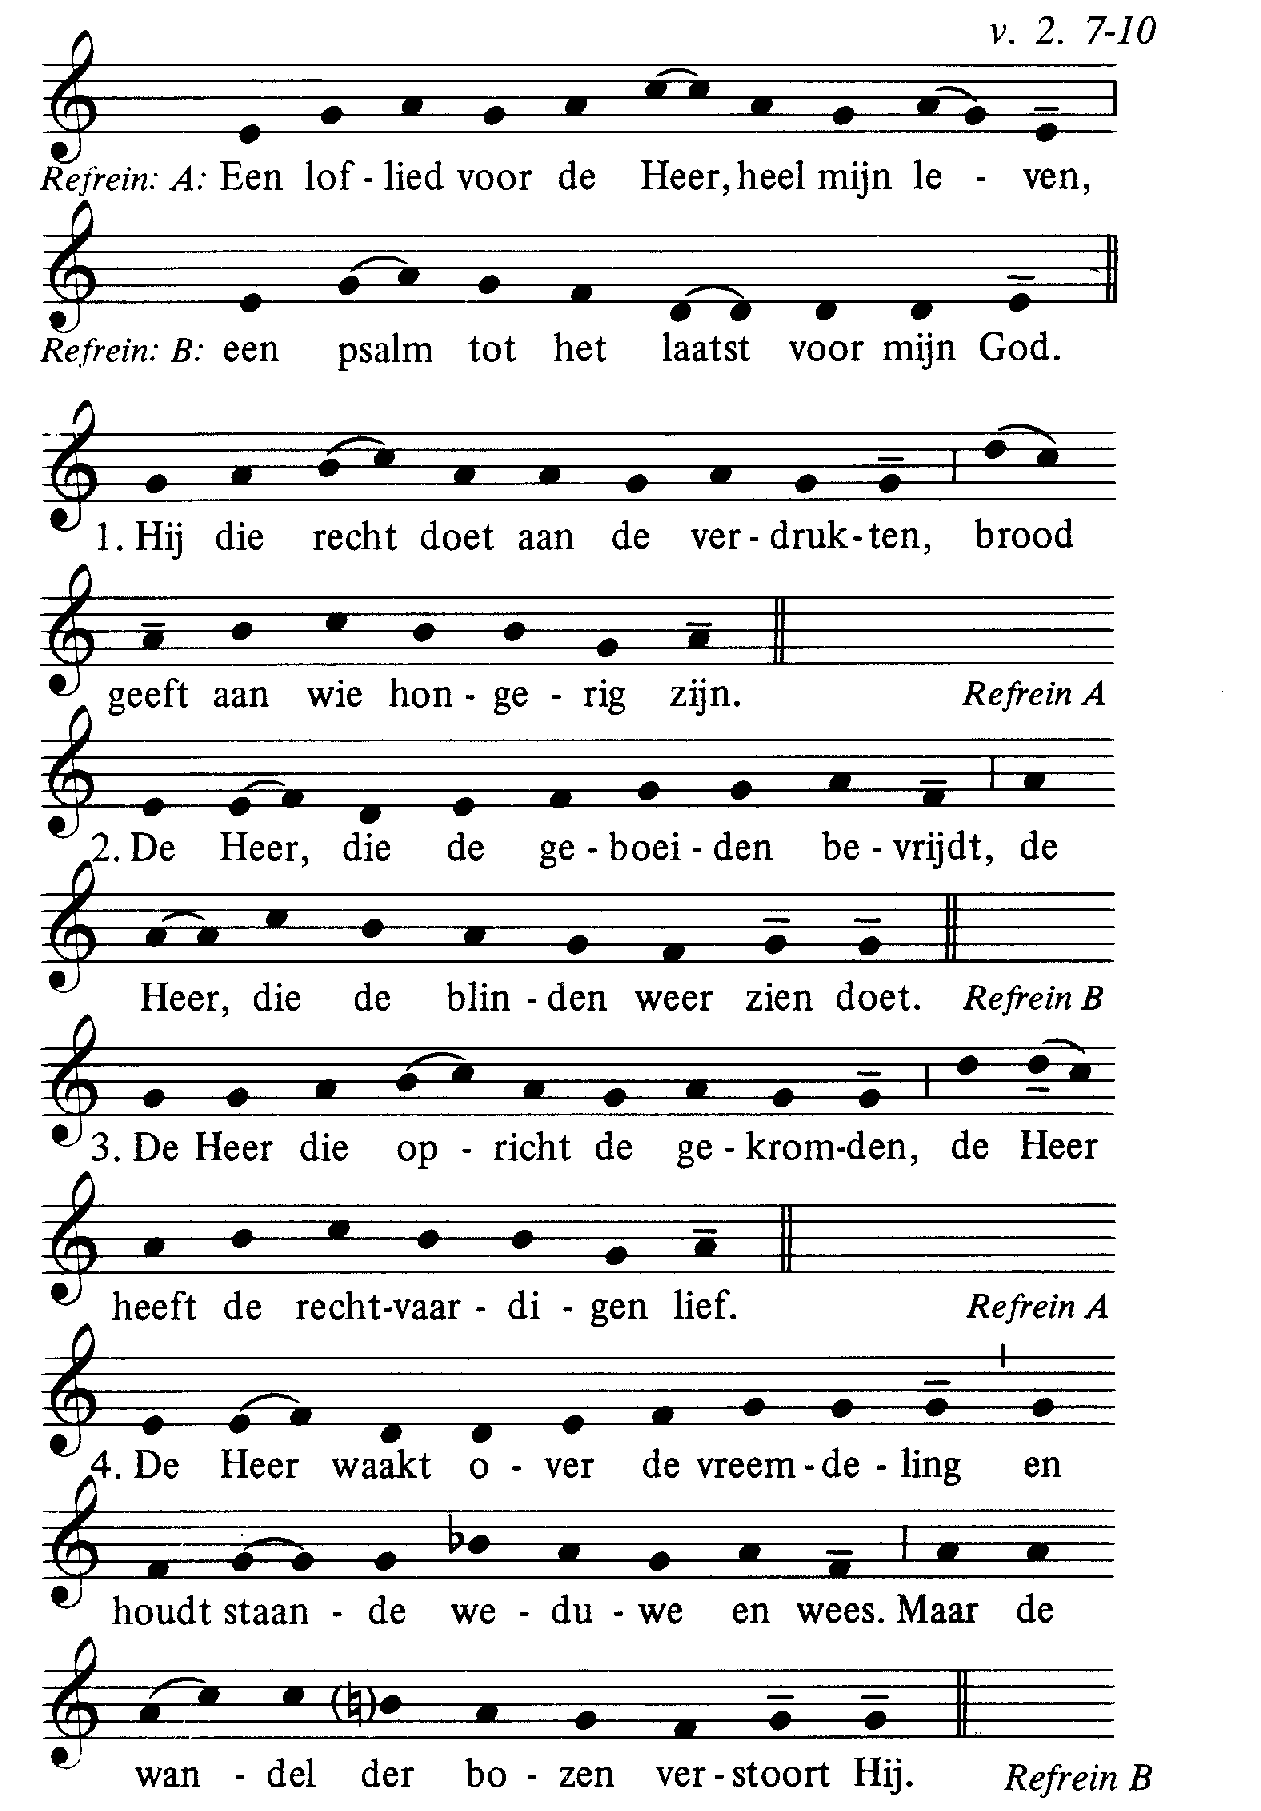 v. 2. 7-10
Refrein: A: Een lof - lied voor de Heer, heel mijn le - ven,
Refrein: B: een psalm tot het laatst voor mijn God.
1. Hij die recht doet aan de ver - druk - ten, brood
geeft aan wie hon - ge - rig zijn. Refrein A
2. De Heer, die de ge - boei - den be - vrijdt, de
Heer, die de blin - den weer zien doet. Refrein B
3. De Heer die op - richt de ge - krom-den, de Heer
heeft de recht-vaar - di - gen lief. Refrein A
4. De Heer waakt o - ver de vreem - de - ling en
houdt staan - de we - du - we en wees. Maar de
wan - del der bo - zen ver - stoort Hij. Refrein B